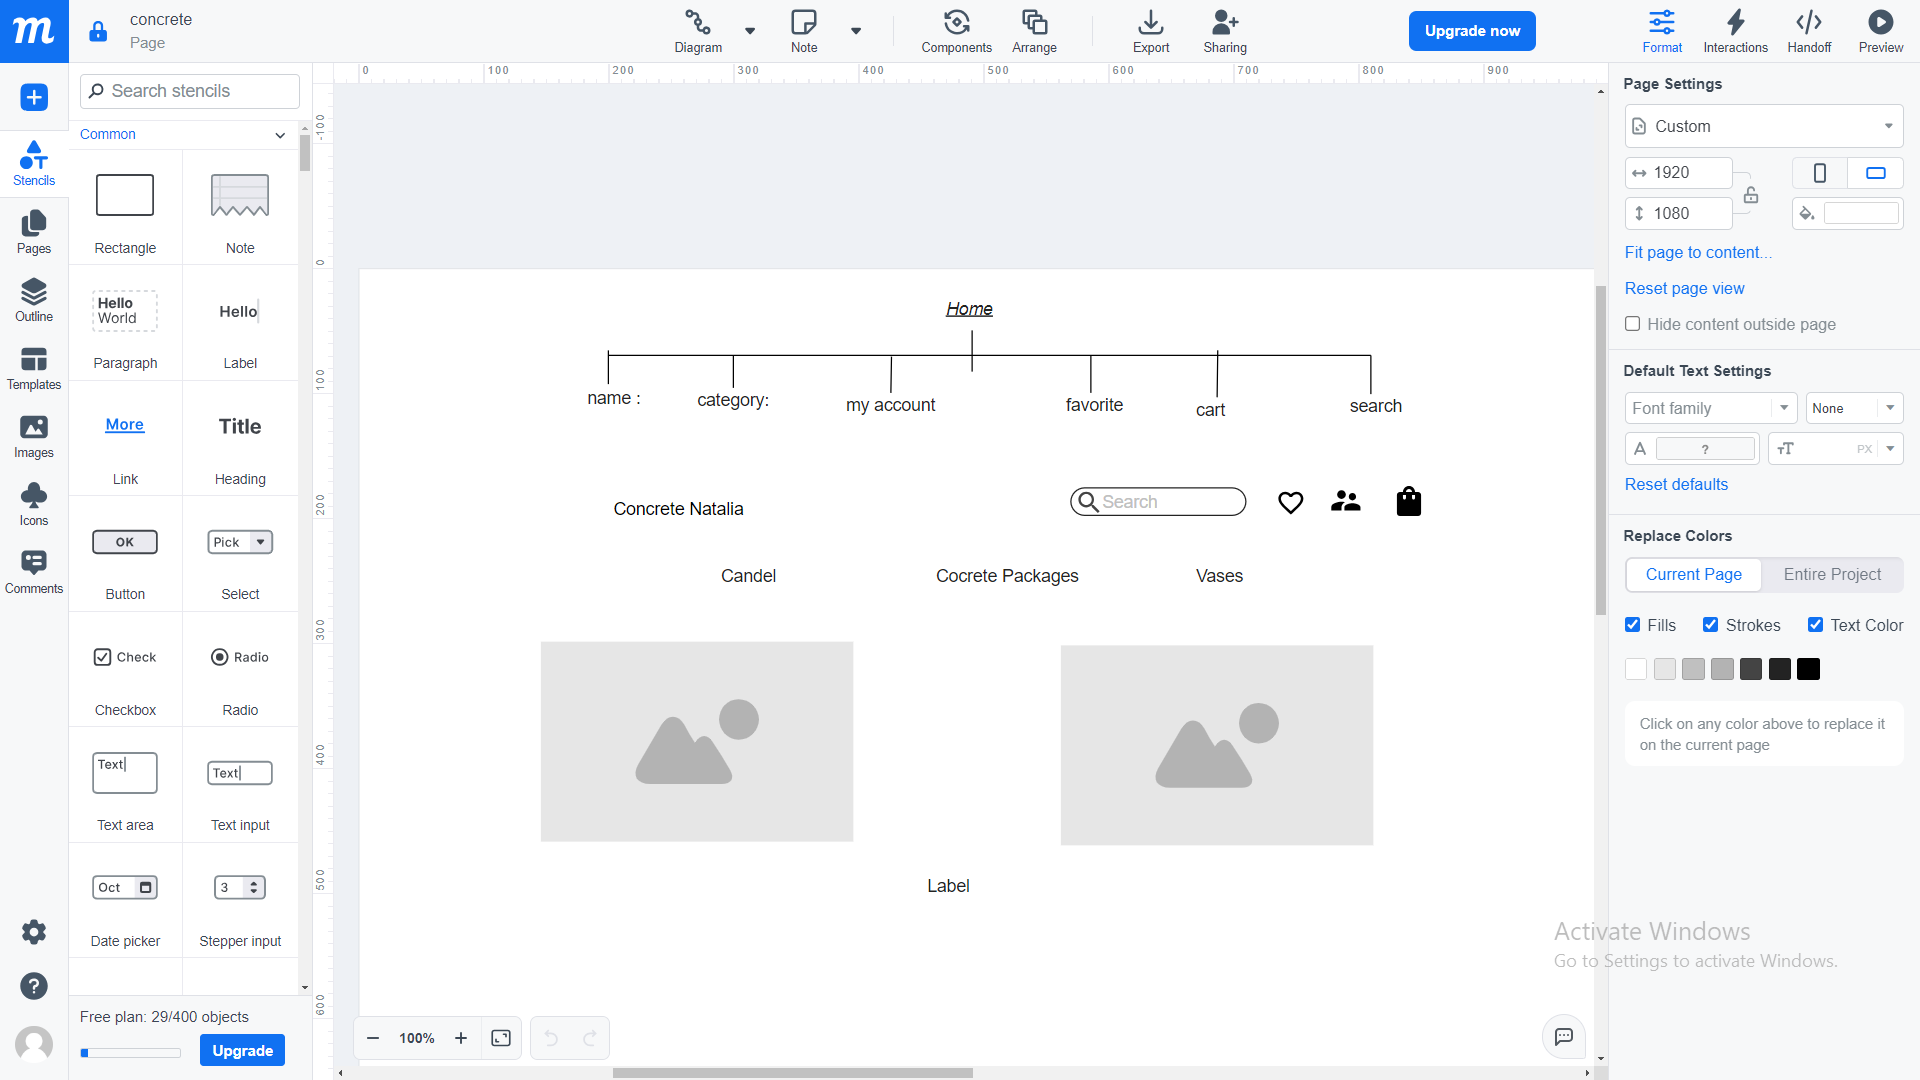 m
concrete
Page
Diagram
Note
Components
Arrange
Export
Sharing
Upgrade now
Format
Interactions
Handoff
Preview
Search stencils
Common
Stencils
Pages
Outline
Templates
Images
Icons
Comments
Rectangle
Note
Hello
World
Hello
Paragraph
Label
More
Title
Link
Heading
OK
Pick
Button
Select
Check
Radio
Checkbox
Radio
Text
Text
Text area
Text input
Oct
3
Date picker
Stepper input
Free plan: 29/400 objects
Upgrade
0 100 200 300 400 500 600 700 800 900
-100
0
100
200
300
400
500
600
Home
name :
category:
my account
favorite
cart
search
Concrete Natalia
Search
Candel
Cocrete Packages
Vases
Label
100%
Page Settings
Custom
1920
1080
Fit page to content...
Reset page view
Hide content outside page
Default Text Settings
Font family
None
A
?
TT
PX
Reset defaults
Replace Colors
Current Page
Entire Project
Fills
Strokes
Text Color
Click on any color above to replace it
on the current page
Activate Windows
Go to Settings to activate Windows.